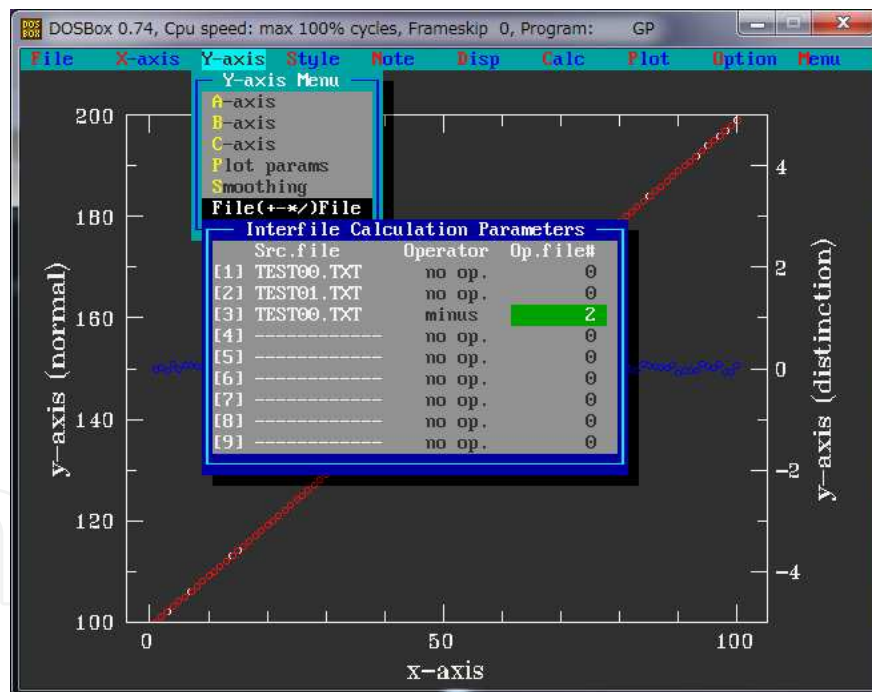 DOSBox 0.74, Cpu speed: max 100% cycles, Frameskip 0, Program: GP
File X-axis Y-axis Style Note Disp Calc Plot Option Menu
Y-axis Menu
A-axis
B-axis
C-axis
Plot params
Smoothing
File(+-*/)File
Interfile Calculation Parameters
Src.file Operator Op.file#
[1] TEST00.TXT no op. 0
[2] TEST01.TXT no op. 0
[3] TEST00.TXT minus 2
[4] ------------ no op. 0
[5] ------------ no op. 0
[6] ------------ no op. 0
[7] ------------ no op. 0
[8] ------------ no op. 0
[9] ------------ no op. 0
y-axis (normal)
200
180
160
140
120
100
0 50 100
x-axis
4
2
0
-2
-4
y-axis (distinction)